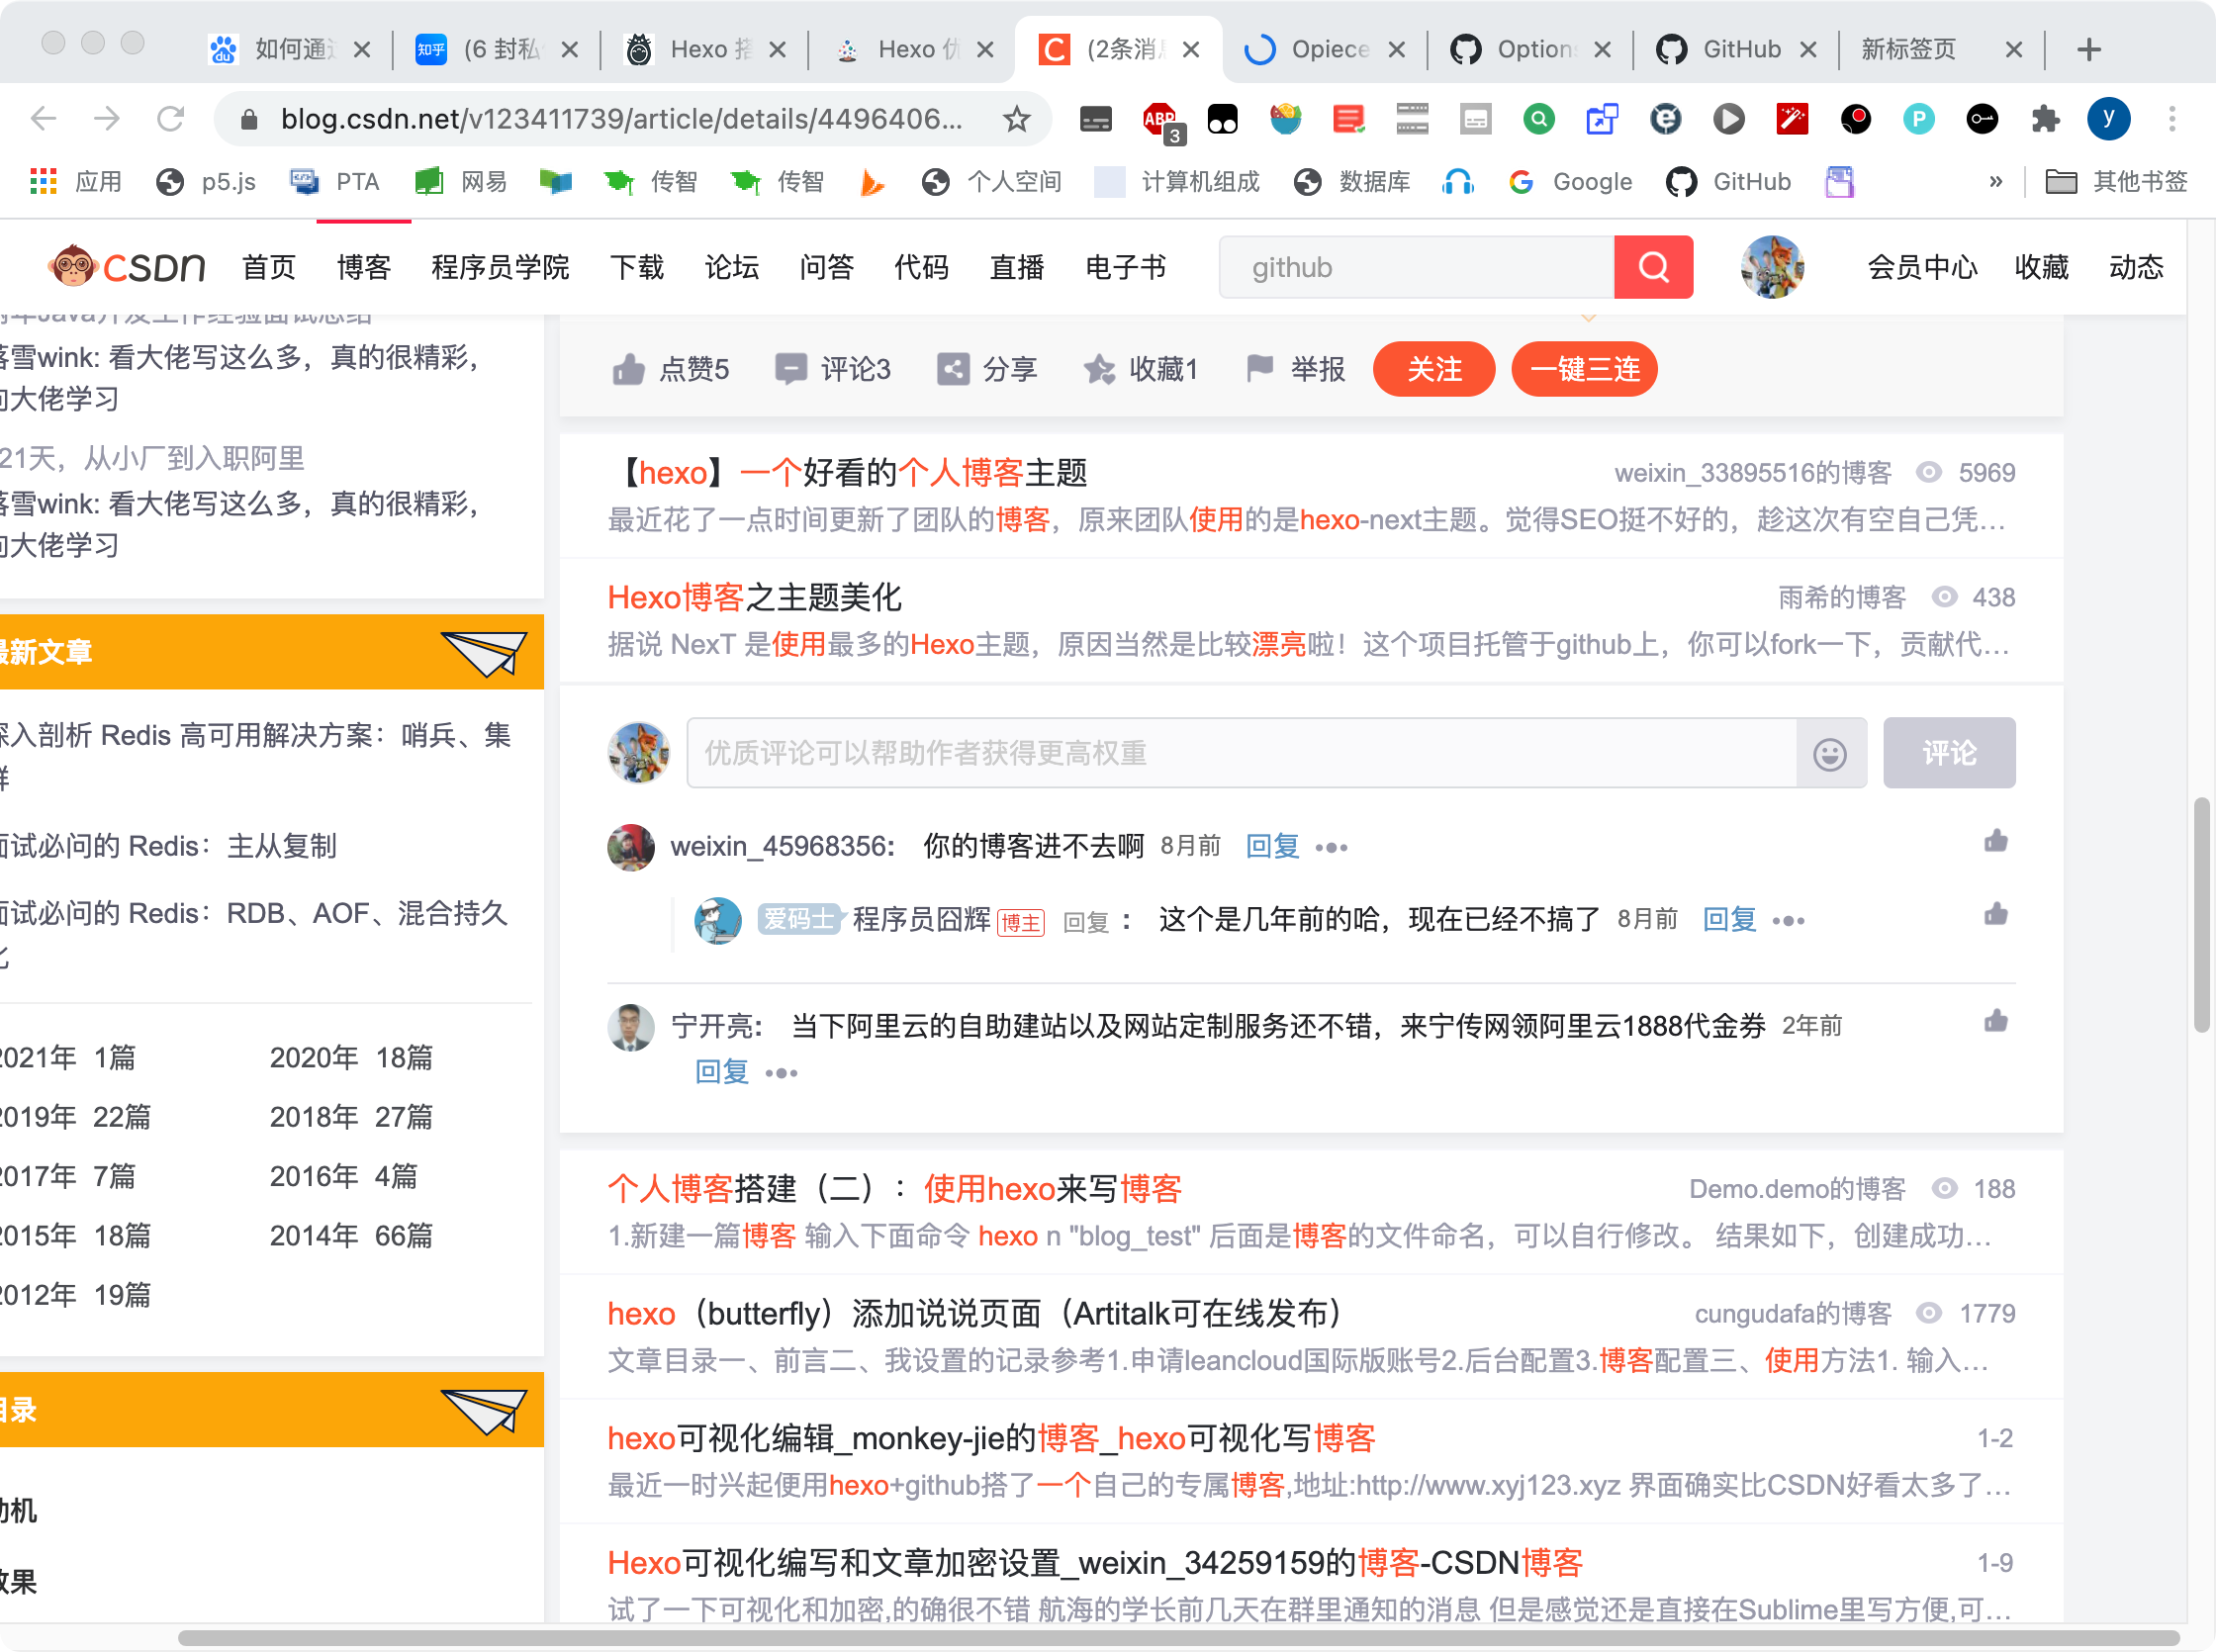 如何通 (6 封私 Hexo 搭 Hexo 优 (2条消 Opiece Option GitHub 新标签页
blog.csdn.net/v123411739/article/details/4496406...
ABP 3 P y
应用 p5.js PTA 网易 传智 传智 个人空间 计算机组成 数据库 Google GitHub » 其他书签
CSDN 首页 博客 程序员学院 下载 论坛 问答 代码 直播 电子书 github 会员中心 收藏 动态
年Java开发工作经验面试总结
落雪wink: 看大佬写这么多，真的很精彩，
向大佬学习
21天，从小厂到入职阿里
落雪wink: 看大佬写这么多，真的很精彩，
向大佬学习
最新文章
深入剖析 Redis 高可用解决方案：哨兵、集
群
面试必问的 Redis：主从复制
面试必问的 Redis：RDB、AOF、混合持久
化
2021年 1篇 2020年 18篇
2019年 22篇 2018年 27篇
2017年 7篇 2016年 4篇
2015年 18篇 2014年 66篇
2012年 19篇
目录
动机
效果
点赞5 评论3 分享 收藏1 举报 关注 一键三连
【hexo】一个好看的个人博客主题 weixin_33895516的博客 5969
最近花了一点时间更新了团队的博客，原来团队使用的是hexo-next主题。觉得SEO挺不好的，趁这次有空自己凭...
Hexo博客之主题美化 雨希的博客 438
据说 NexT 是使用最多的Hexo主题，原因当然是比较漂亮啦！这个项目托管于github上，你可以fork一下，贡献代...
优质评论可以帮助作者获得更高权重 评论
weixin_45968356: 你的博客进不去啊 8月前 回复 •••
爱码士 程序员囧辉 博主 回复 ： 这个是几年前的哈，现在已经不搞了 8月前 回复 •••
宁开亮: 当下阿里云的自助建站以及网站定制服务还不错，来宁传网领阿里云1888代金券 2年前
回复 •••
个人博客搭建（二）：使用hexo来写博客 Demo.demo的博客 188
1.新建一篇博客 输入下面命令 hexo n "blog_test" 后面是博客的文件命名，可以自行修改。 结果如下，创建成功...
hexo（butterfly）添加说说页面（Artitalk可在线发布） cungudafa的博客 1779
文章目录一、前言二、我设置的记录参考1.申请leancloud国际版账号2.后台配置3.博客配置三、使用方法1. 输入...
hexo可视化编辑_monkey-jie的博客_hexo可视化写博客 1-2
最近一时兴起便用hexo+github搭了一个自己的专属博客,地址:http://www.xyj123.xyz 界面确实比CSDN好看太多了...
Hexo可视化编写和文章加密设置_weixin_34259159的博客-CSDN博客 1-9
试了一下可视化和加密,的确很不错 航海的学长前几天在群里通知的消息 但是感觉还是直接在Sublime里写方便,可...